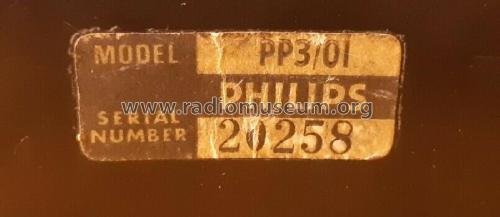 MODEL PP3/01
PHILIPS
www.radiomuseum.org
SERIAL
NUMBER 20258